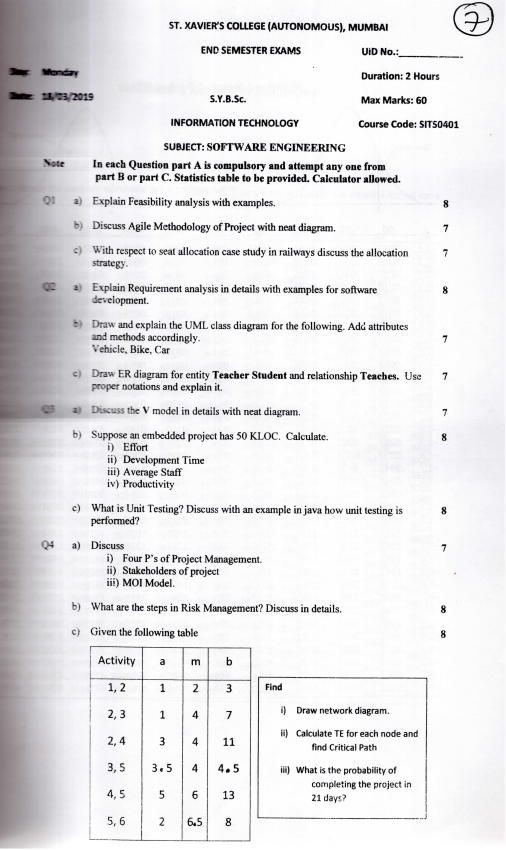 7
ST. XAVIER'S COLLEGE (AUTONOMOUS), MUMBAI
END SEMESTER EXAMS UiD No.:____________
Day: Monday Duration: 2 Hours
Date: 18/03/2019 S.Y.B.Sc. Max Marks: 60
INFORMATION TECHNOLOGY Course Code: SITS0401
SUBJECT: SOFTWARE ENGINEERING
Note In each Question part A is compulsory and attempt any one from
part B or part C. Statistics table to be provided. Calculator allowed.
Q1 a) Explain Feasibility analysis with examples. 8
b) Discuss Agile Methodology of Project with neat diagram. 7
c) With respect to seat allocation case study in railways discuss the allocation 7
strategy.
Q2 a) Explain Requirement analysis in details with examples for software 8
development.
b) Draw and explain the UML class diagram for the following. Add attributes
and methods accordingly. 7
Vehicle, Bike, Car
c) Draw ER diagram for entity Teacher Student and relationship Teaches. Use 7
proper notations and explain it.
Q3 a) Discuss the V model in details with neat diagram. 7
b) Suppose an embedded project has 50 KLOC. Calculate. 8
i) Effort
ii) Development Time
iii) Average Staff
iv) Productivity
c) What is Unit Testing? Discuss with an example in java how unit testing is 8
performed?
Q4 a) Discuss 7
i) Four P's of Project Management.
ii) Stakeholders of project
iii) MOI Model.
b) What are the steps in Risk Management? Discuss in details. 8
c) Given the following table 8
Activity a m b
1, 2 1 2 3
2, 3 1 4 7
2, 4 3 4 11
3, 5 3.5 4 4.5
4, 5 5 6 13
5, 6 2 6.5 8
Find
i) Draw network diagram.
ii) Calculate TE for each node and
find Critical Path
iii) What is the probability of
completing the project in
21 days?